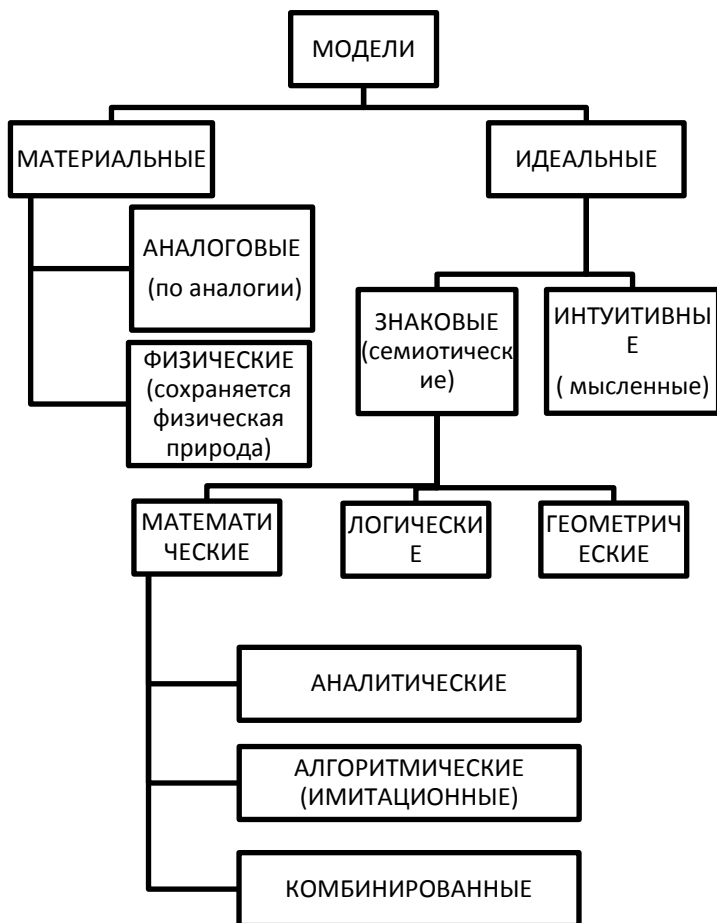 МОДЕЛИ
МАТЕРИАЛЬНЫЕ
ИДЕАЛЬНЫЕ
АНАЛОГОВЫЕ
(по аналогии)
ФИЗИЧЕСКИЕ
(сохраняется
физическая
природа)
ЗНАКОВЫЕ
(семиотическ
ие)
ИНТУИТИВНЫ
Е
( мысленные)
МАТЕМАТИ
ЧЕСКИЕ
ЛОГИЧЕСКИ
Е
ГЕОМЕТРИЧ
ЕСКИЕ
АНАЛИТИЧЕСКИЕ
АЛГОРИТМИЧЕСКИЕ
(ИМИТАЦИОННЫЕ)
КОМБИНИРОВАННЫЕ